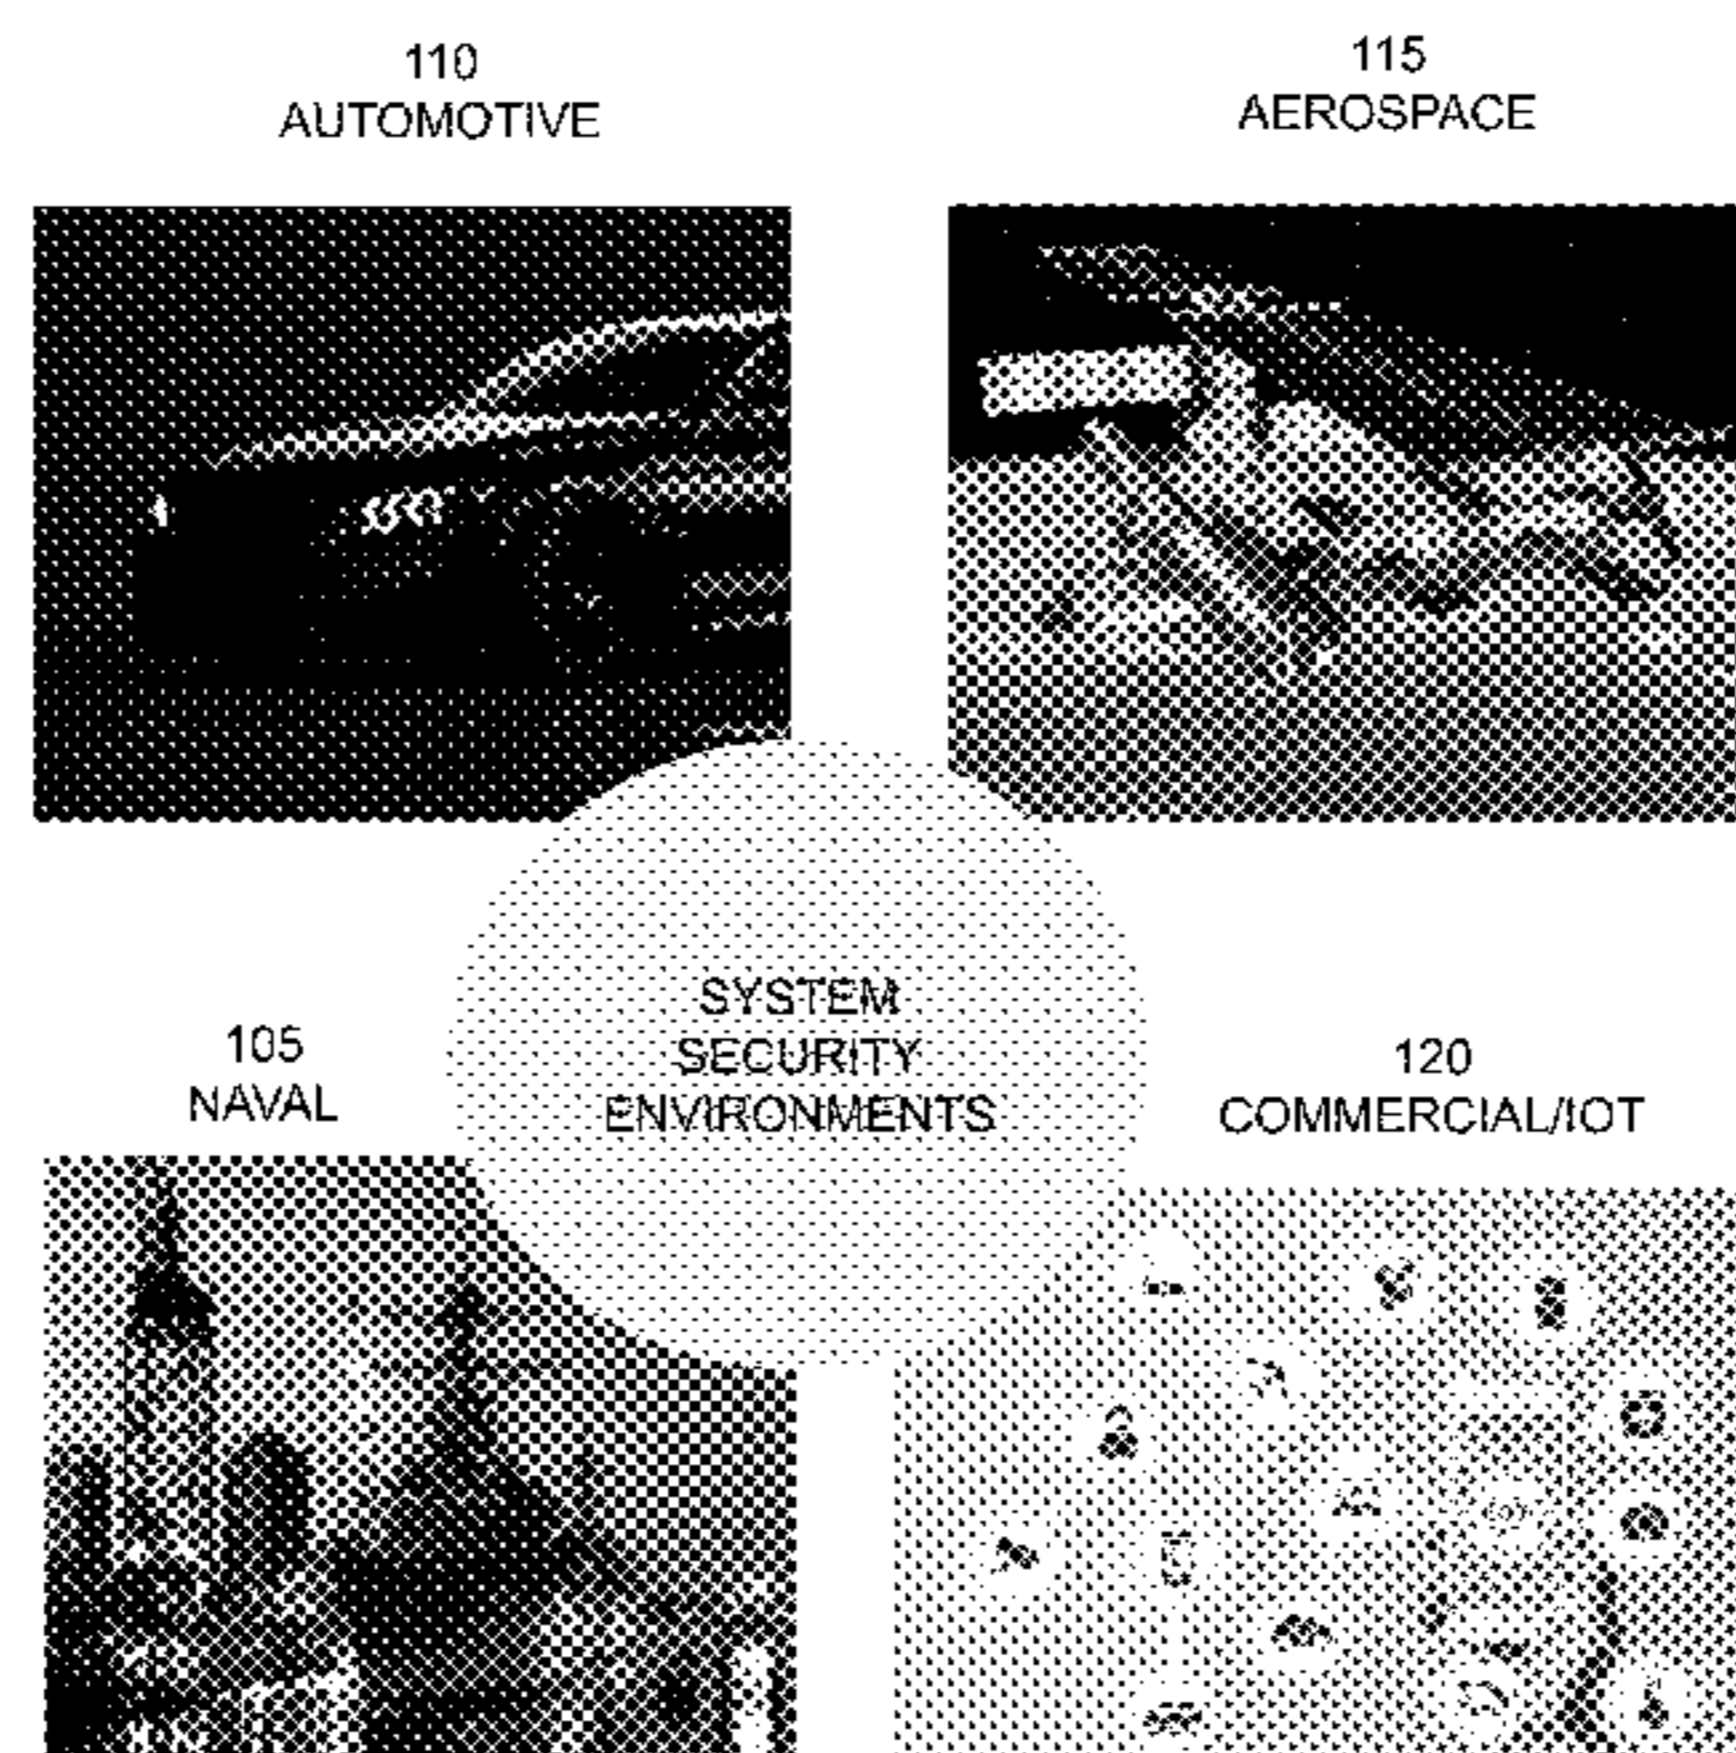 110
AUTOMOTIVE
115
AEROSPACE
SYSTEM
SECURITY
ENVIRONMENTS
105
NAVAL
120
COMMERCIAL/IOT